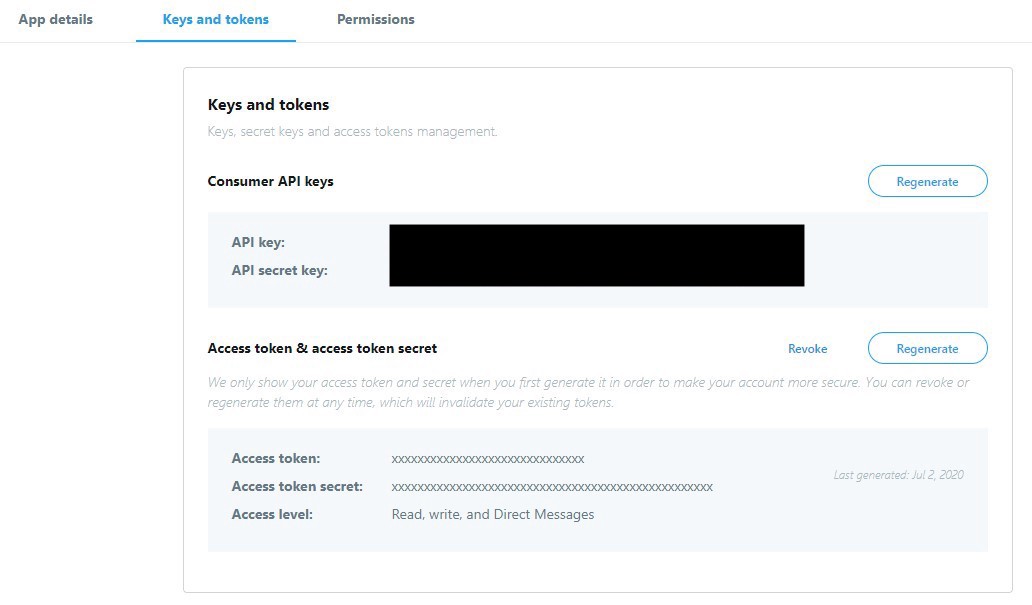 App details
Keys and tokens
Permissions
Keys and tokens
Keys, secret keys and access tokens management.
Consumer API keys
Regenerate
API key:
API secret key:
Access token & access token secret
Revoke
Regenerate
We only show your access token and secret when you first generate it in order to make your account more secure. You can revoke or
regenerate them at any time, which will invalidate your existing tokens.
Access token: xxxxxxxxxxxxxxxxxxxxxxxxxxxxxx
Last generated: Jul 2, 2020
Access token secret: xxxxxxxxxxxxxxxxxxxxxxxxxxxxxxxxxxxxxxxxxxxxxxxxxx
Access level: Read, write, and Direct Messages